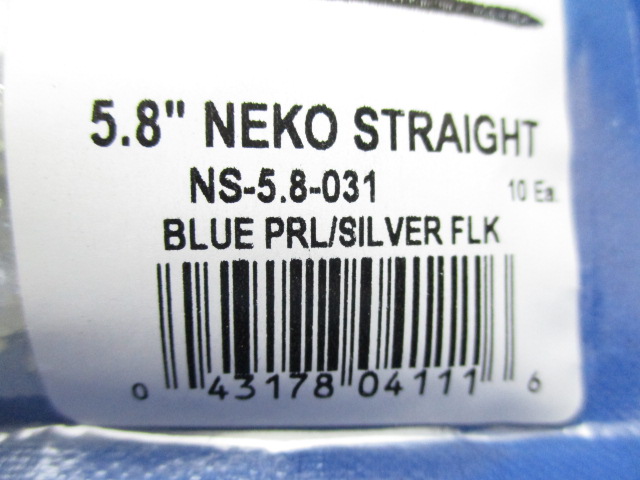 5.8" NEKO STRAIGHT
NS-5.8-031 10 Ea.
BLUE PRL/SILVER FLK
0 43178 04111 6